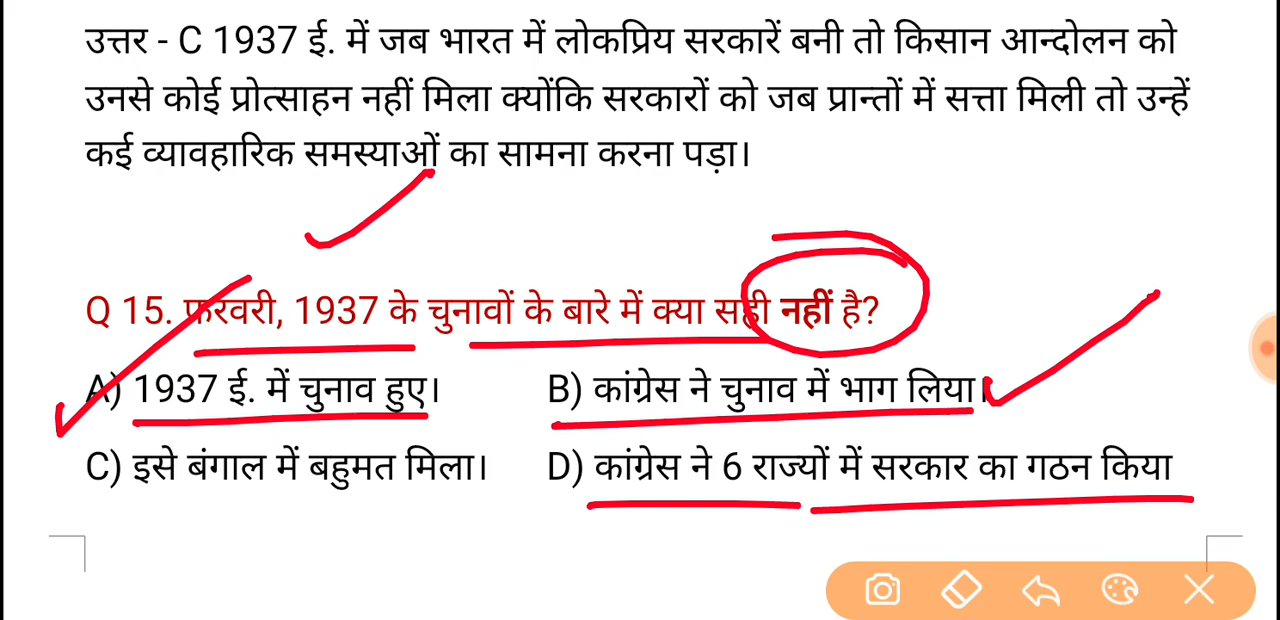 उत्तर - C 1937 ई. में जब भारत में लोकप्रिय सरकारें बनी तो किसान आन्दोलन को
उनसे कोई प्रोत्साहन नहीं मिला क्योंकि सरकारों को जब प्रान्तों में सत्ता मिली तो उन्हें
कई व्यावहारिक समस्याओं का सामना करना पड़ा।
Q 15. फरवरी, 1937 के चुनावों के बारे में क्या सही नहीं है?
A) 1937 ई. में चुनाव हुए। B) कांग्रेस ने चुनाव में भाग लिया।
C) इसे बंगाल में बहुमत मिला। D) कांग्रेस ने 6 राज्यों में सरकार का गठन किया